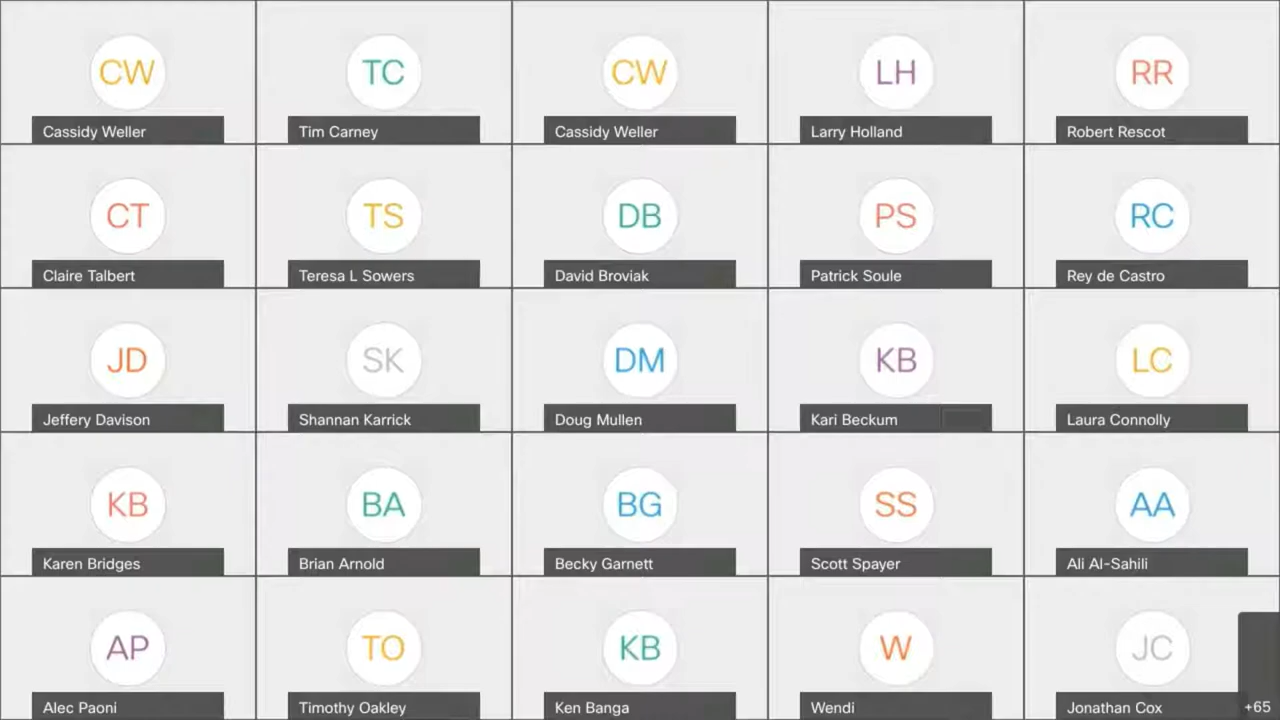 CW TC CW LH RR
Cassidy Weller Tim Carney Cassidy Weller Larry Holland Robert Rescot
CT TS DB PS RC
Claire Talbert Teresa L Sowers David Broviak Patrick Soule Rey de Castro
JD SK DM KB LC
Jeffery Davison Shannan Karrick Doug Mullen Kari Beckum Laura Connolly
KB BA BG SS AA
Karen Bridges Brian Arnold Becky Garnett Scott Spayer Ali Al-Sahili
AP TO KB W JC
Alec Paoni Timothy Oakley Ken Banga Wendi Jonathan Cox +65